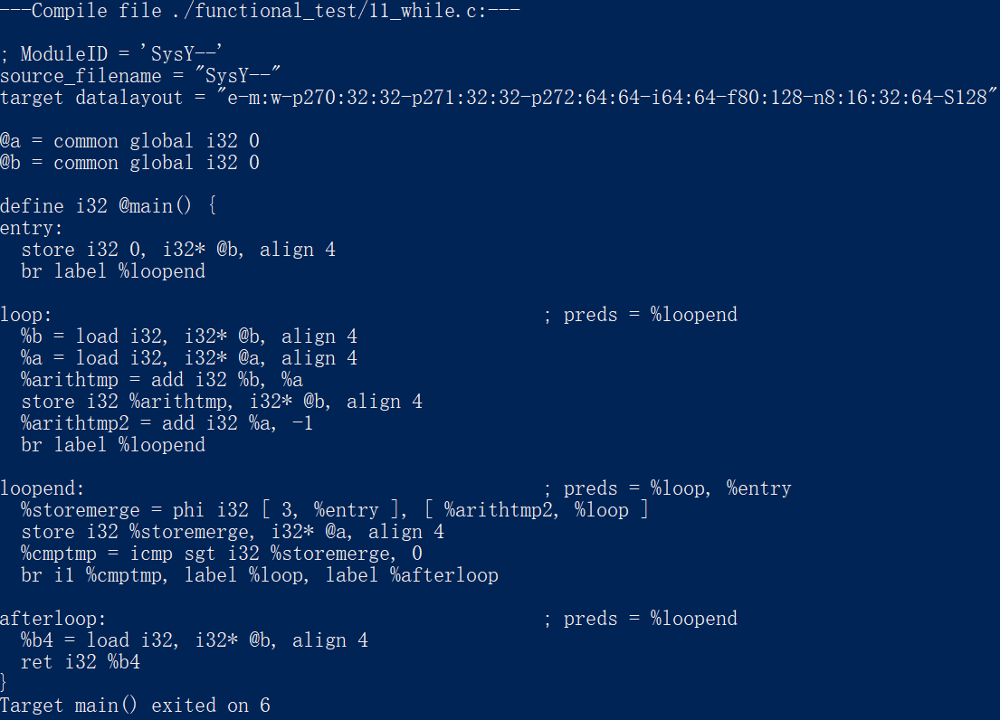 ---Compile file ./functional_test/11_while.c:---
; ModuleID = 'SysY--'
source_filename = "SysY--"
target datalayout = "e-m:w-p270:32:32-p271:32:32-p272:64:64-i64:64-f80:128-n8:16:32:64-S128"
@a = common global i32 0
@b = common global i32 0
define i32 @main() {
entry:
  store i32 0, i32* @b, align 4
  br label %loopend
loop:                                             ; preds = %loopend
  %b = load i32, i32* @b, align 4
  %a = load i32, i32* @a, align 4
  %arithtmp = add i32 %b, %a
  store i32 %arithtmp, i32* @b, align 4
  %arithtmp2 = add i32 %a, -1
  br label %loopend
loopend:                                          ; preds = %loop, %entry
  %storemerge = phi i32 [ 3, %entry ], [ %arithtmp2, %loop ]
  store i32 %storemerge, i32* @a, align 4
  %cmptmp = icmp sgt i32 %storemerge, 0
  br i1 %cmptmp, label %loop, label %afterloop
afterloop:                                        ; preds = %loopend
  %b4 = load i32, i32* @b, align 4
  ret i32 %b4
}
Target main() exited on 6